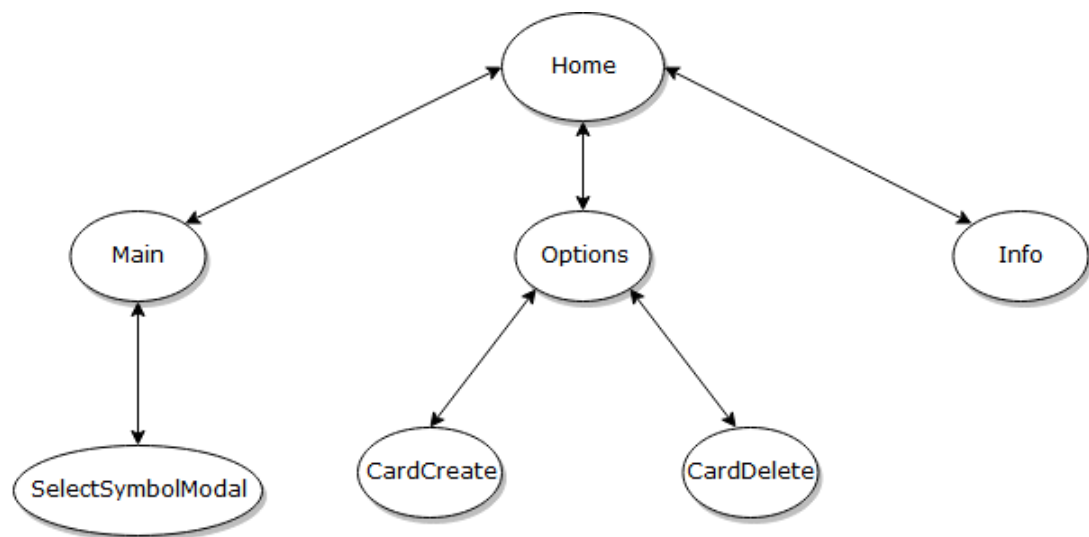 Home
Main
Options
Info
SelectSymbolModal
CardCreate
CardDelete